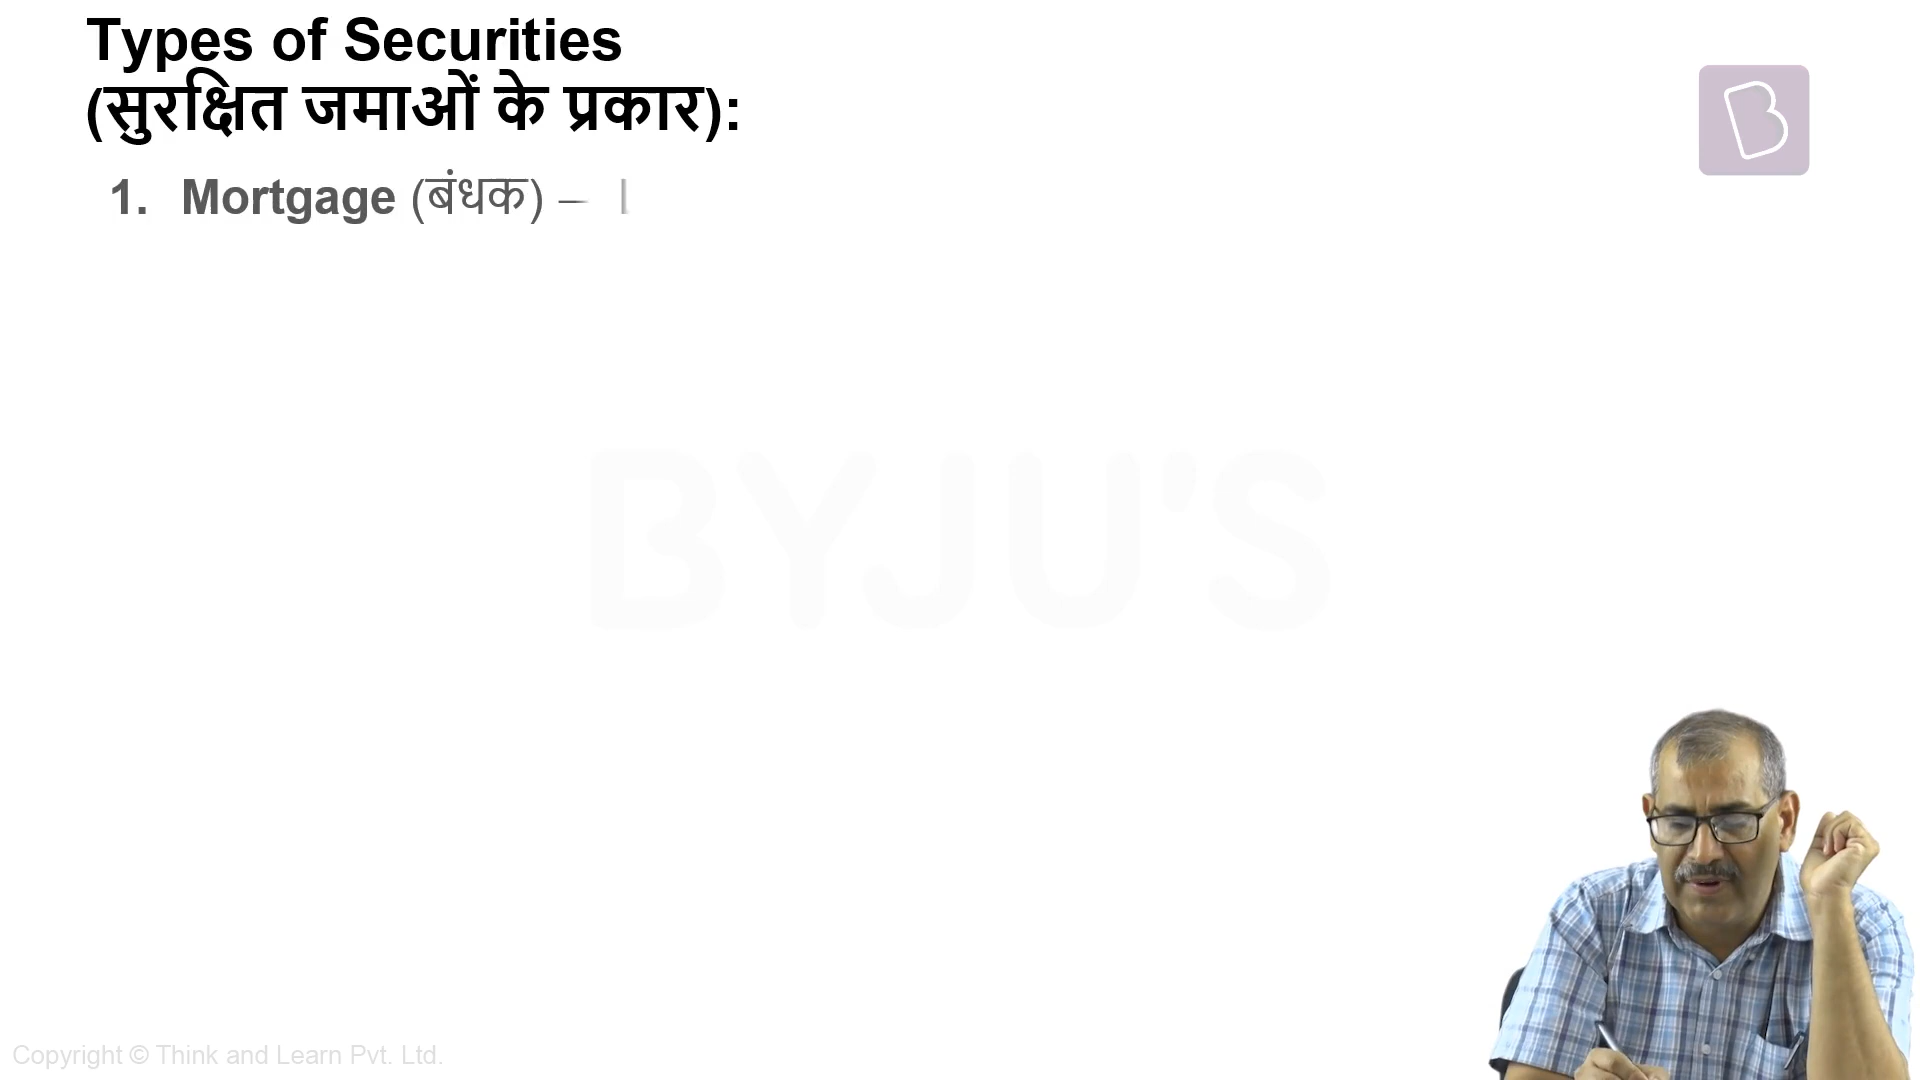 Types of Securities
(सुरक्षित जमाओं के प्रकार):
1. Mortgage (बंधक) –
BYJU'S
Copyright © Think and Learn Pvt. Ltd.